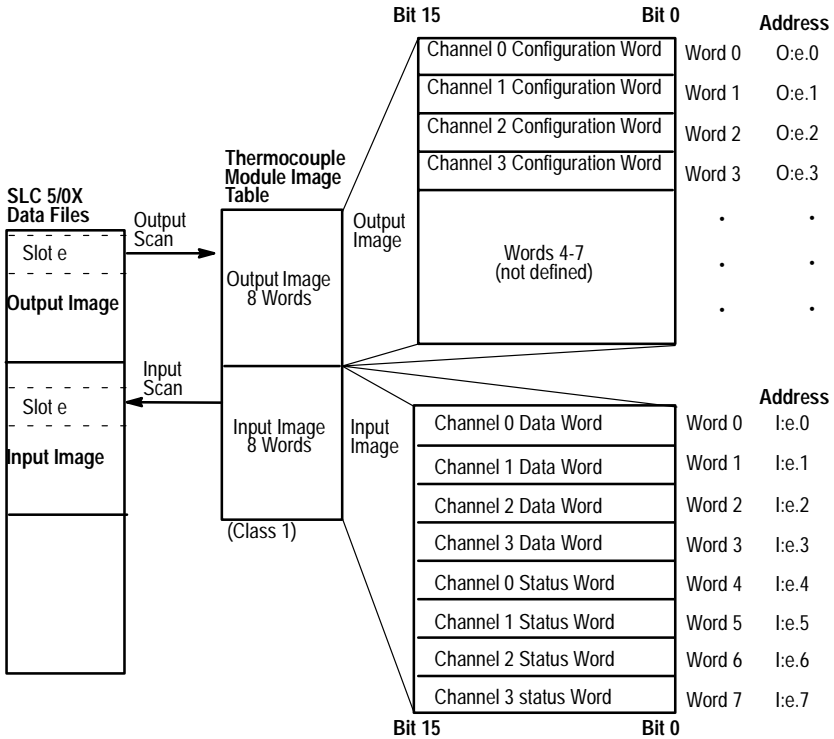 Bit 15 Bit 0
Address
Channel 0 Configuration Word Word 0 O:e.0
Channel 1 Configuration Word Word 1 O:e.1
Channel 2 Configuration Word Word 2 O:e.2
Channel 3 Configuration Word Word 3 O:e.3
Words 4-7
(not defined)
SLC 5/0X
Data Files
Slot e
Output Image
Slot e
Input Image
Output
Scan
Input
Scan
Thermocouple
Module Image
Table
Output Image
8 Words
Input Image
8 Words
(Class 1)
Output
Image
Input
Image
Address
Channel 0 Data Word Word 0 I:e.0
Channel 1 Data Word Word 1 I:e.1
Channel 2 Data Word Word 2 I:e.2
Channel 3 Data Word Word 3 I:e.3
Channel 0 Status Word Word 4 I:e.4
Channel 1 Status Word Word 5 I:e.5
Channel 2 Status Word Word 6 I:e.6
Channel 3 status Word Word 7 I:e.7
Bit 15 Bit 0